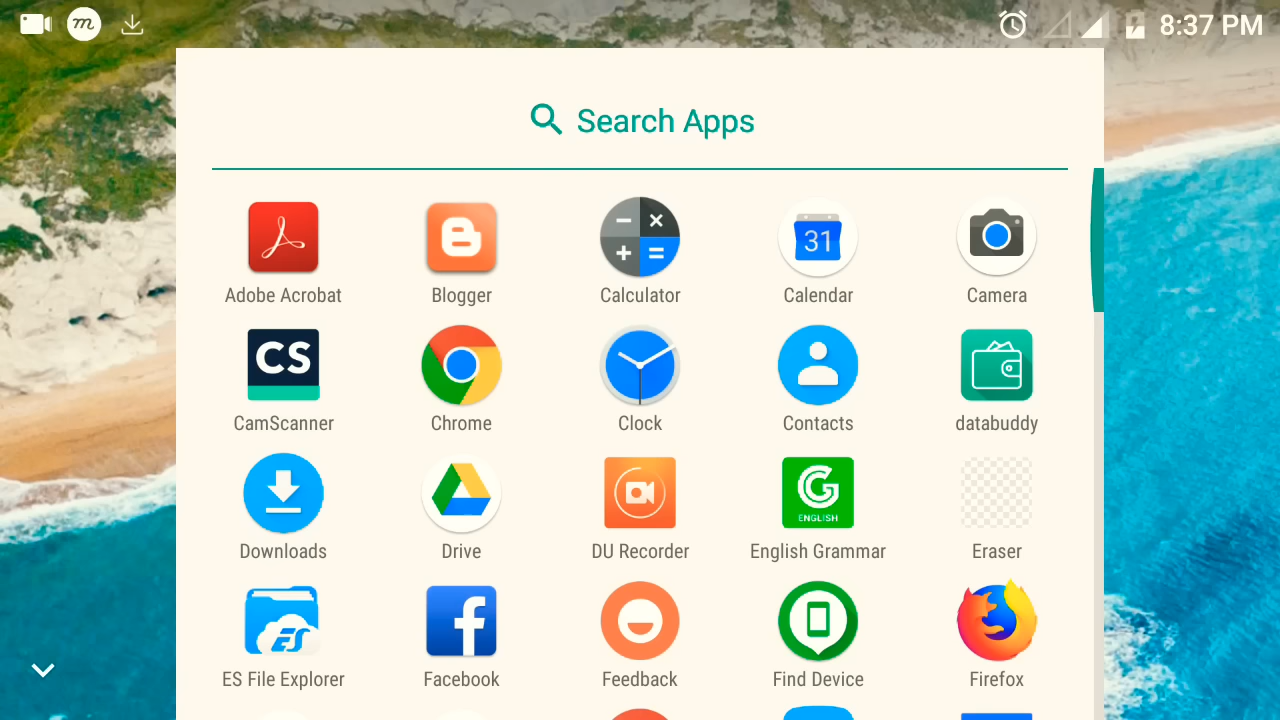 m 8:37 PM
Search Apps
31
Adobe Acrobat Blogger Calculator Calendar Camera
CS
CamScanner Chrome Clock Contacts databuddy
G
ENGLISH
Downloads Drive DU Recorder English Grammar Eraser
ES f
ES File Explorer Facebook Feedback Find Device Firefox